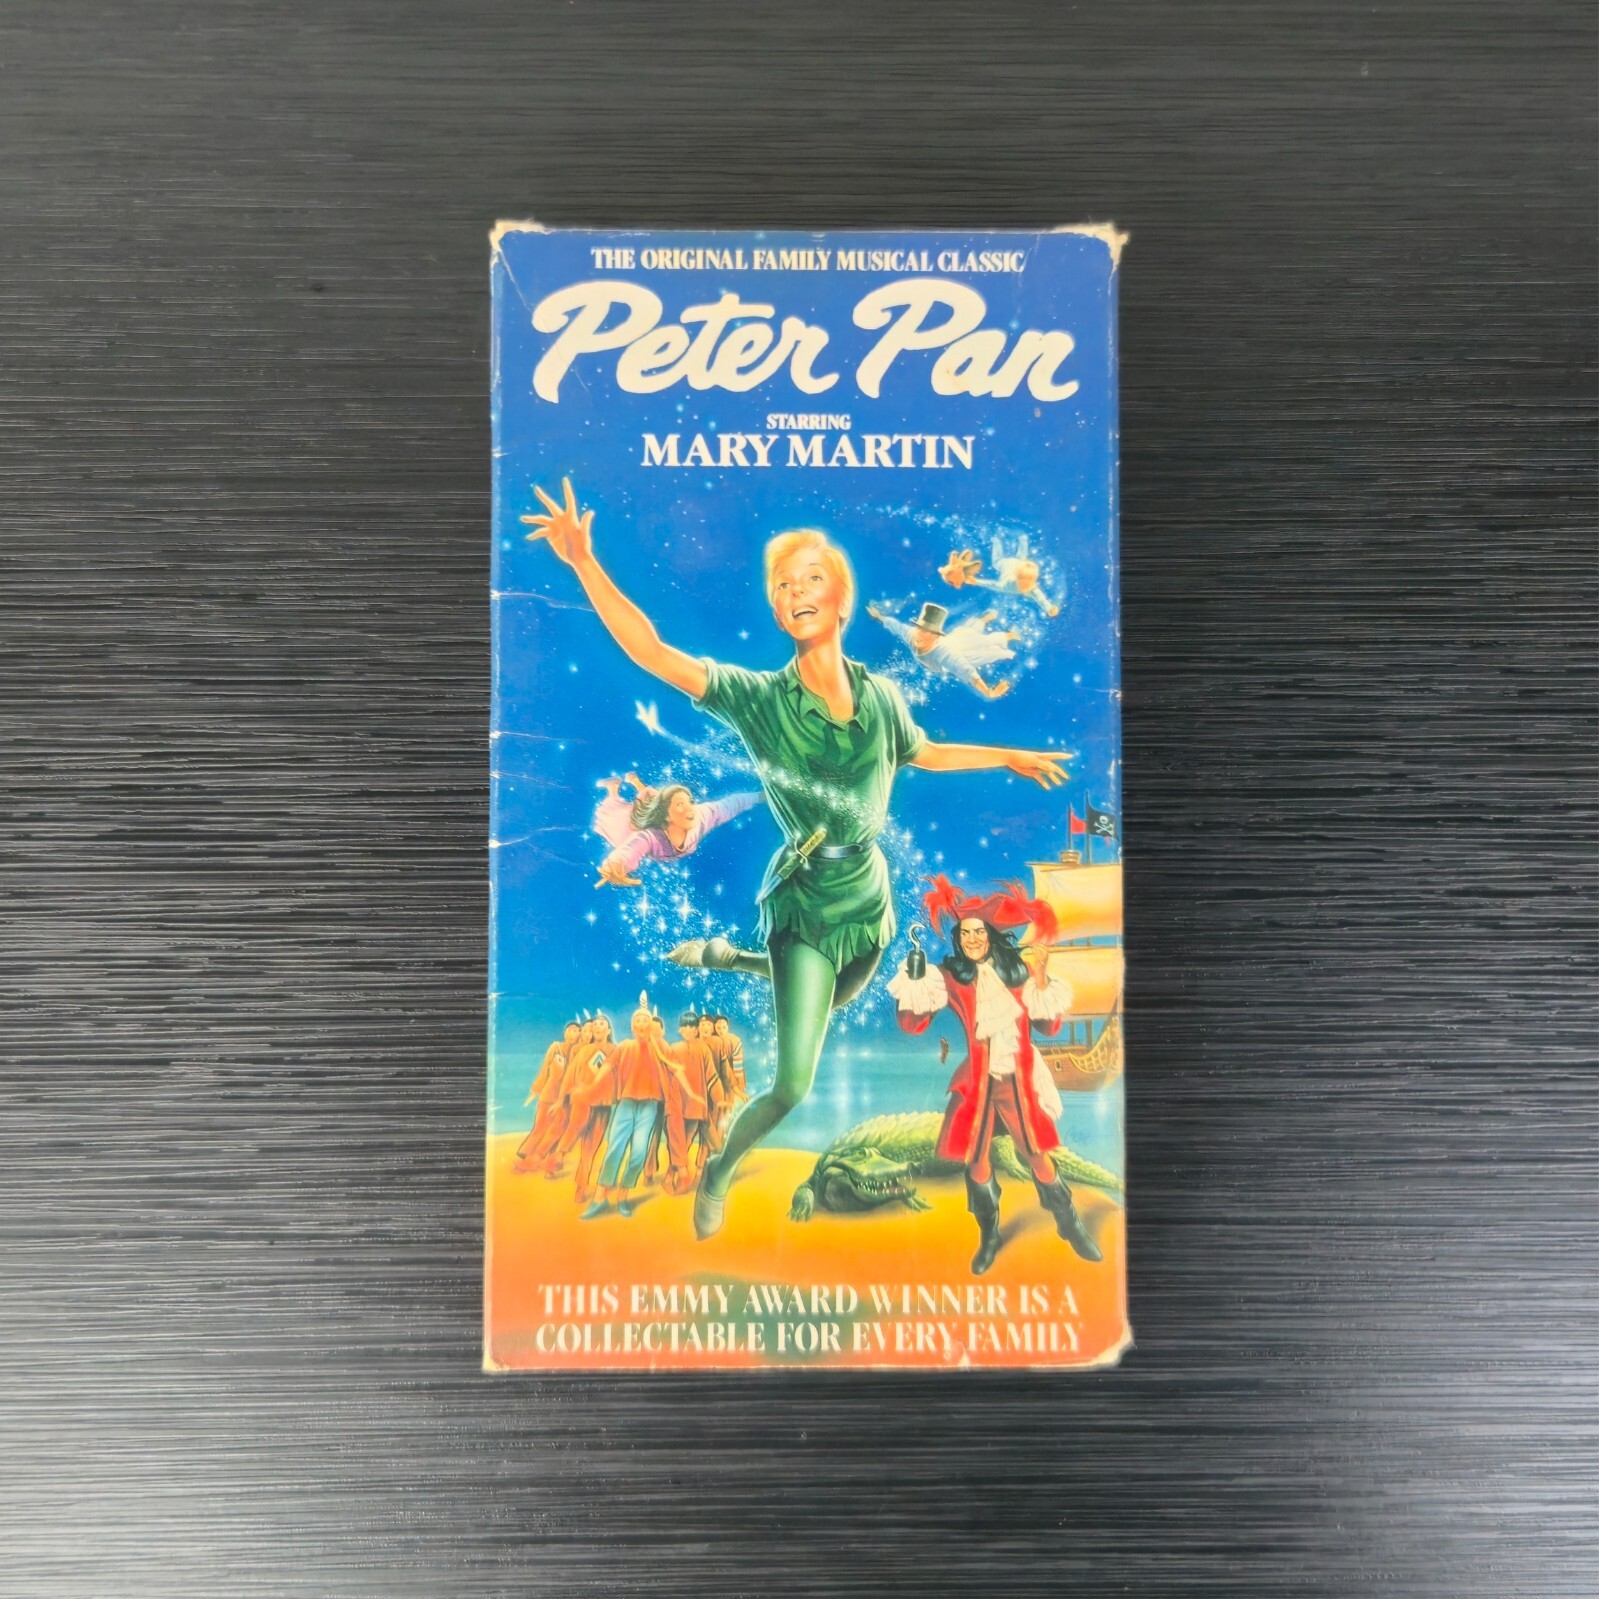 THE ORIGINAL FAMILY MUSICAL CLASSIC
Peter Pan
STARRING
MARY MARTIN
THIS EMMY AWARD WINNER IS A
COLLECTABLE FOR EVERY FAMILY